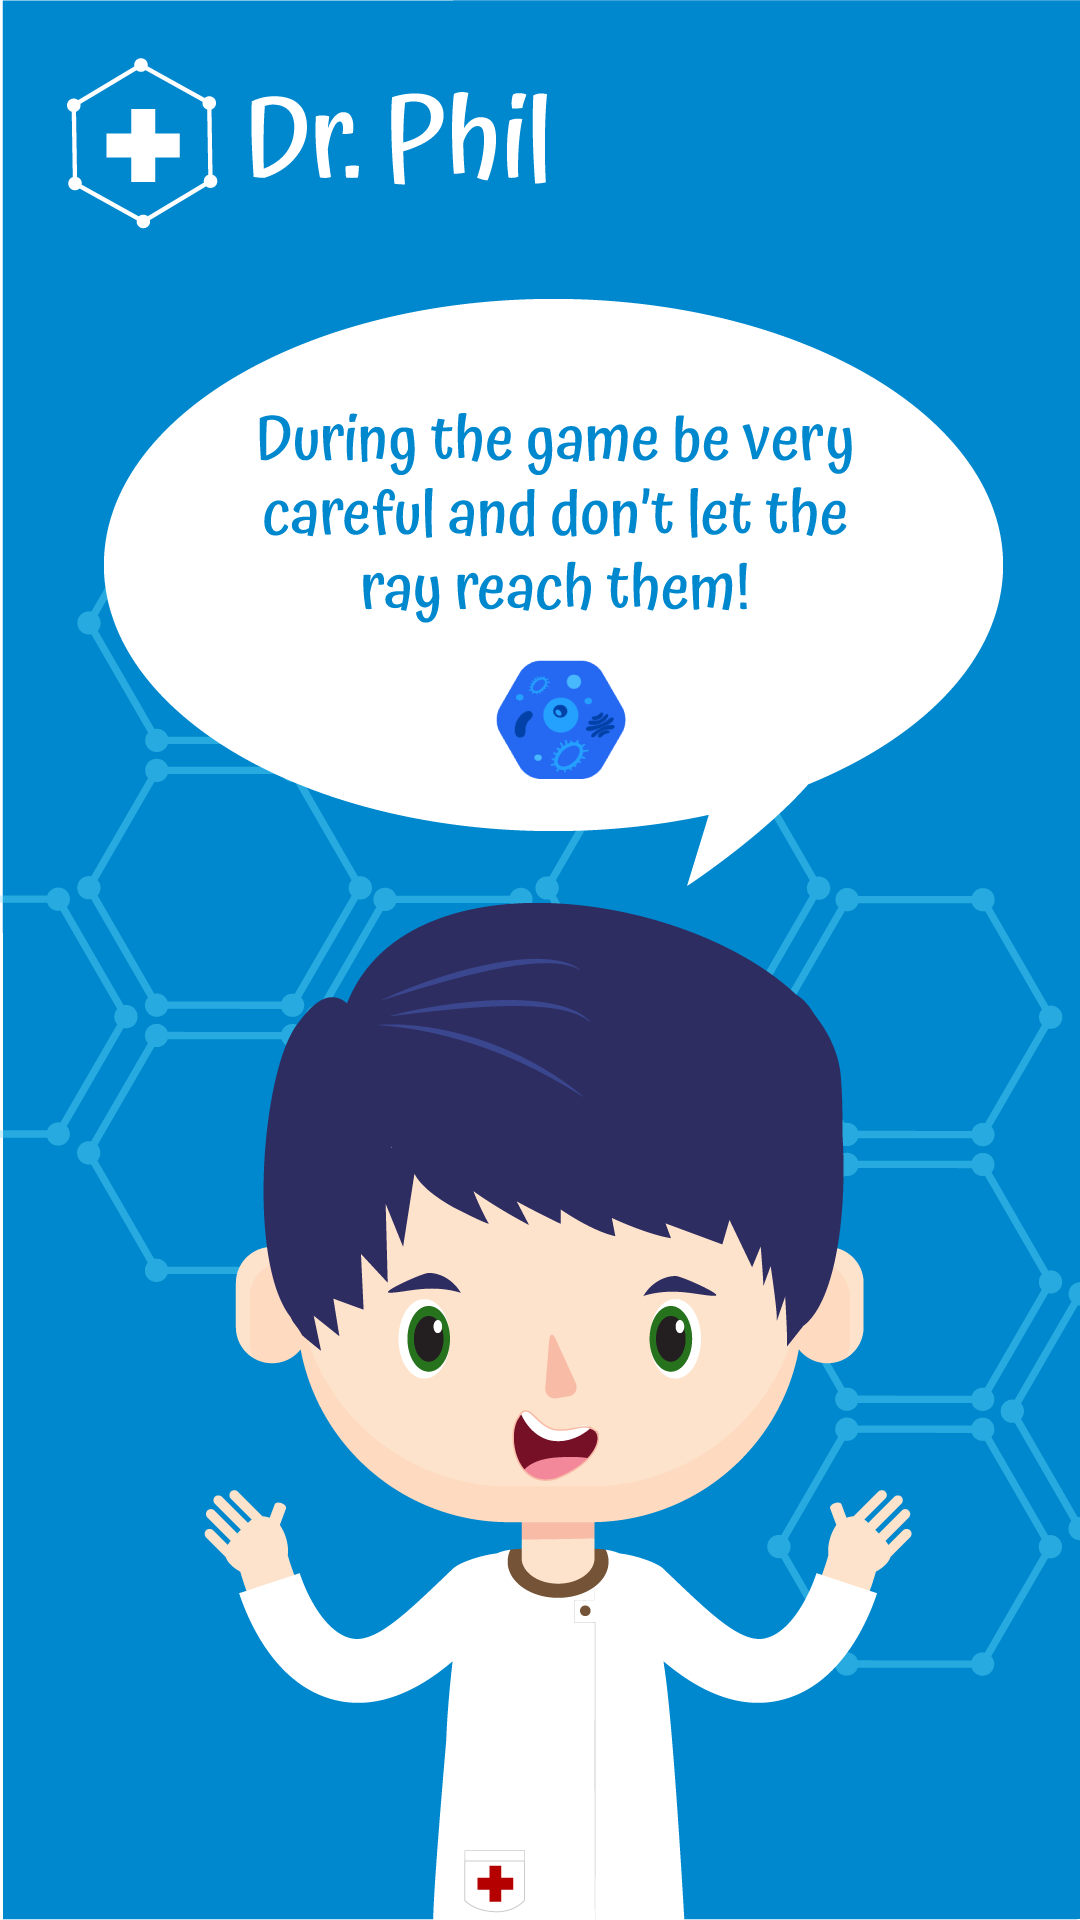 Dr. Phil
During the game be very
careful and don't let the
ray reach them!